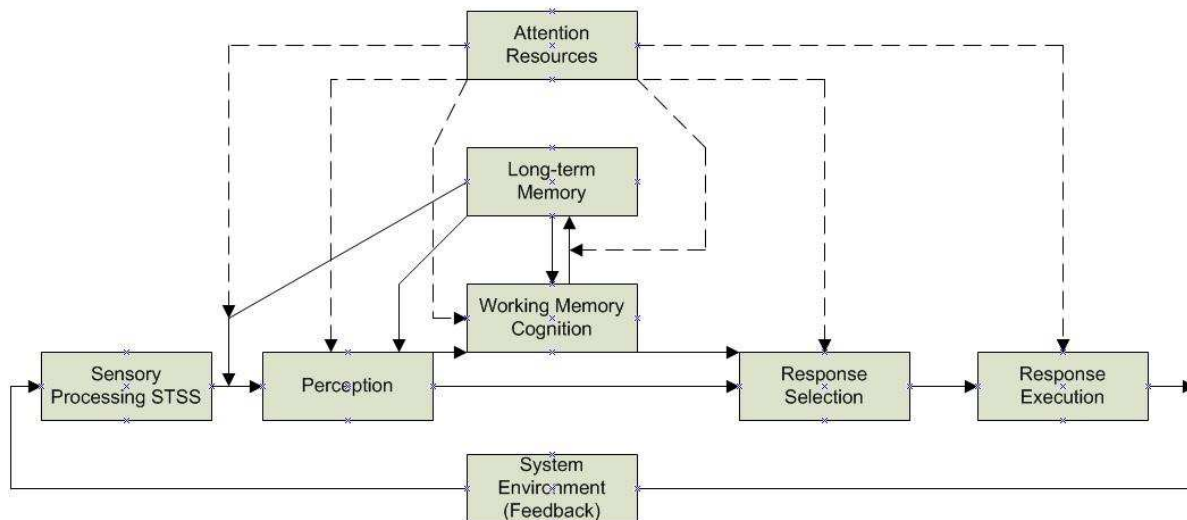 Attention
Resources
Long-term
Memory
Working Memory
Cognition
Sensory
Processing STSS
Perception
Response
Selection
Response
Execution
System
Environment
(Feedback)